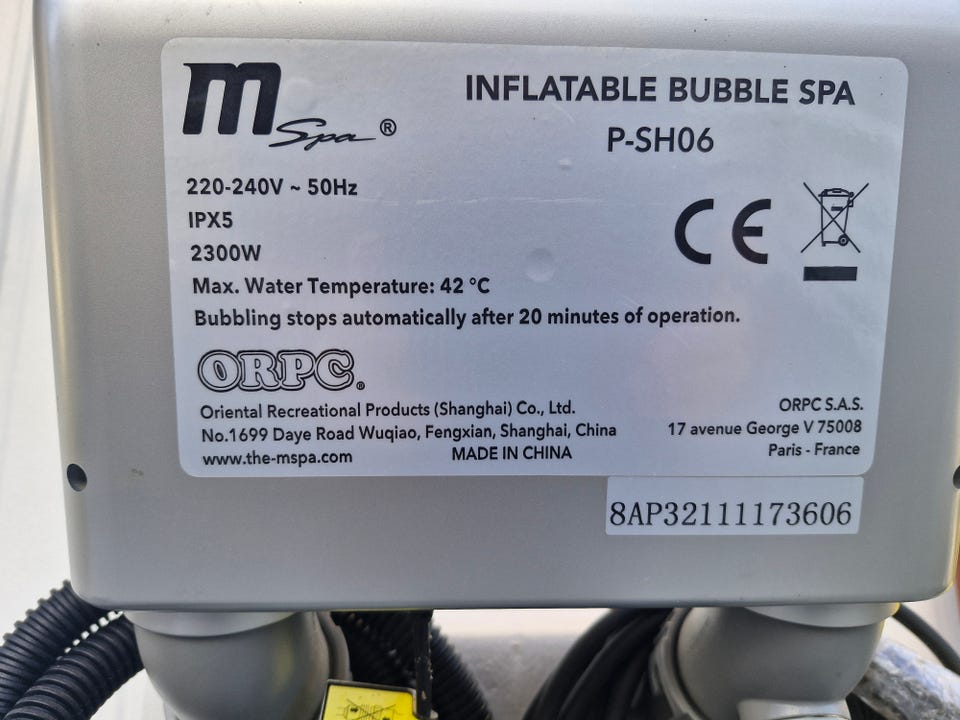 M Spa ®
INFLATABLE BUBBLE SPA
P-SH06
220-240V ~ 50Hz
IPX5
2300W
Max. Water Temperature: 42 °C
Bubbling stops automatically after 20 minutes of operation.
CE
ORPC®
Oriental Recreational Products (Shanghai) Co., Ltd.
No.1699 Daye Road Wuqiao, Fengxian, Shanghai, China
www.the-mspa.com
MADE IN CHINA
ORPC S.A.S.
17 avenue George V 75008
Paris - France
8AP32111173606